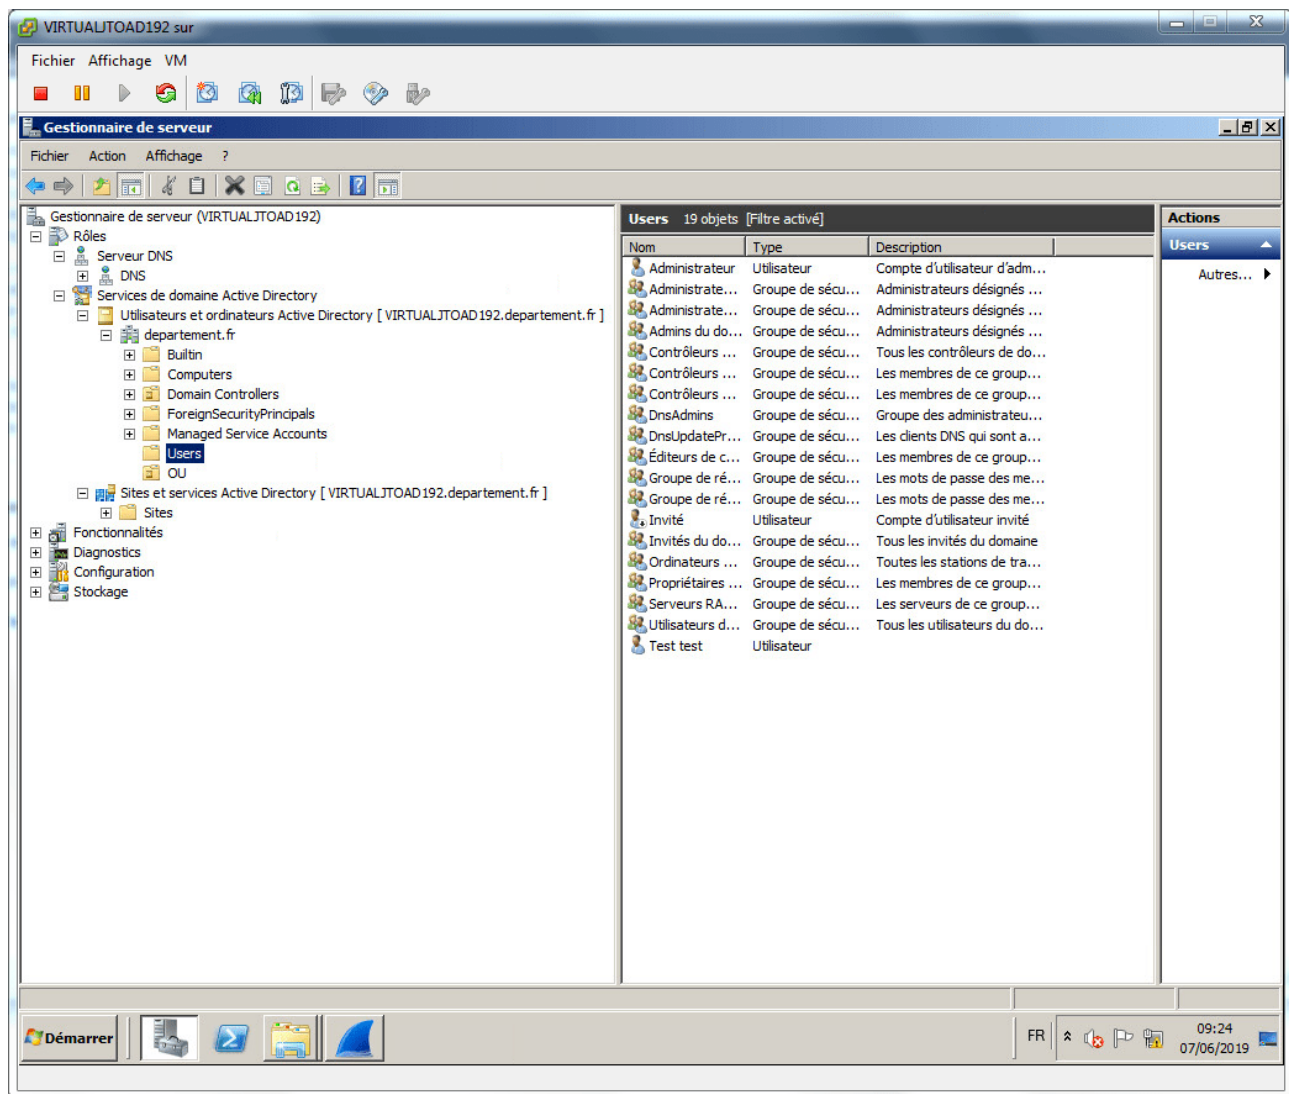 VIRTUALJTOAD192 sur
Fichier Affichage VM
Gestionnaire de serveur
Fichier Action Affichage ?
Gestionnaire de serveur (VIRTUALJTOAD192)
Rôles
Serveur DNS
DNS
Services de domaine Active Directory
Utilisateurs et ordinateurs Active Directory [ VIRTUALJTOAD192.departement.fr ]
departement.fr
Builtin
Computers
Domain Controllers
ForeignSecurityPrincipals
Managed Service Accounts
Users
OU
Sites et services Active Directory [ VIRTUALJTOAD192.departement.fr ]
Sites
Fonctionnalités
Diagnostics
Configuration
Stockage
Users 19 objets [Filtre activé]
Nom Type Description
Administrateur Utilisateur Compte d'utilisateur d'adm...
Administrate... Groupe de sécu... Administrateurs désignés ...
Administrate... Groupe de sécu... Administrateurs désignés ...
Admins du do... Groupe de sécu... Administrateurs désignés ...
Contrôleurs ... Groupe de sécu... Tous les contrôleurs de do...
Contrôleurs ... Groupe de sécu... Les membres de ce group...
Contrôleurs ... Groupe de sécu... Les membres de ce group...
DnsAdmins Groupe de sécu... Groupe des administrateu...
DnsUpdatePr... Groupe de sécu... Les clients DNS qui sont a...
Éditeurs de c... Groupe de sécu... Les membres de ce group...
Groupe de ré... Groupe de sécu... Les mots de passe des me...
Groupe de ré... Groupe de sécu... Les mots de passe des me...
Invité Utilisateur Compte d'utilisateur invité
Invités du do... Groupe de sécu... Tous les invités du domaine
Ordinateurs ... Groupe de sécu... Toutes les stations de tra...
Propriétaires ... Groupe de sécu... Les membres de ce group...
Serveurs RA... Groupe de sécu... Les serveurs de ce group...
Utilisateurs d... Groupe de sécu... Tous les utilisateurs du do...
Test test Utilisateur
Actions
Users
Autres...
Démarrer
FR
09:24
07/06/2019